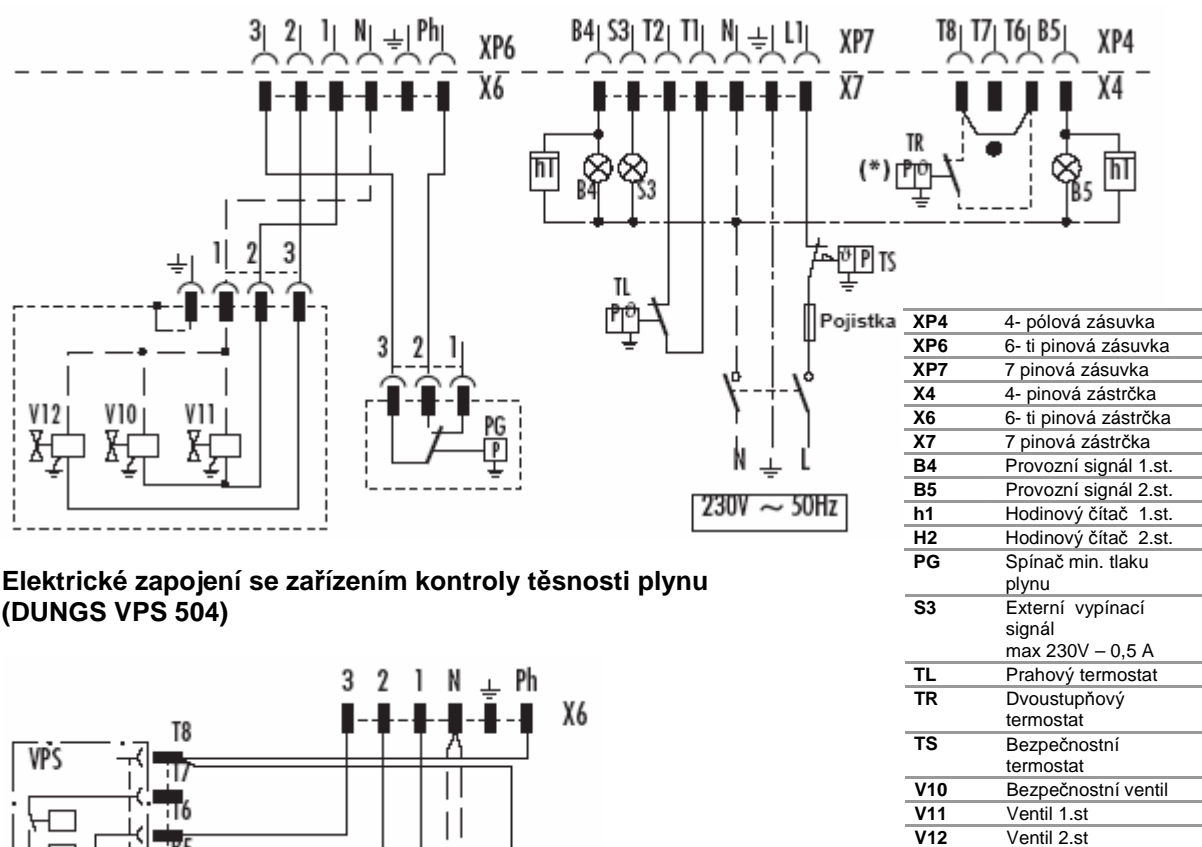 3 2 1 N Ph XP6
B4 S3 T2 T1 N L1 XP7
T8 T7 T6 B5 XP4
X6
X7
X4
h1
B4
S3
TR
(*) P
B5
h1
P TS
TL
P
Pojistka
1 2 3
3 2 1
V12 V10 V11
PG
P
N L
230V ~ 50Hz
XP4 4- pólová zásuvka
XP6 6- ti pinová zásuvka
XP7 7 pinová zásuvka
X4 4- pinová zástrčka
X6 6- ti pinová zástrčka
X7 7 pinová zástrčka
B4 Provozní signál 1.st.
B5 Provozní signál 2.st.
h1 Hodinový čítač 1.st.
H2 Hodinový čítač 2.st.
PG Spínač min. tlaku
plynu
S3 Externí vypínací
signál
max 230V – 0,5 A
TL Prahový termostat
TR Dvoustupňový
termostat
TS Bezpečnostní
termostat
V10 Bezpečnostní ventil
V11 Ventil 1.st
V12 Ventil 2.st
Elektrické zapojení se zařízením kontroly těsnosti plynu
(DUNGS VPS 504)
3 2 1 N Ph
X6
VPS
T8
T7
T6
B5